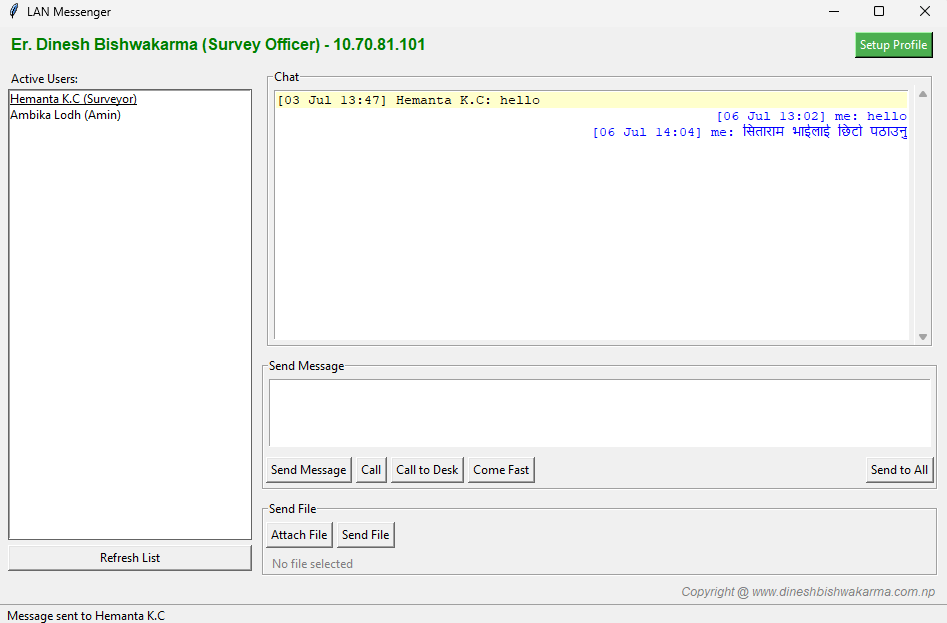 LAN Messenger
Er. Dinesh Bishwakarma (Survey Officer) - 10.70.81.101
Setup Profile
Active Users:
Hemanta K.C (Surveyor)
Ambika Lodh (Amin)
Refresh List
Chat
[03 Jul 13:47] Hemanta K.C: hello
[06 Jul 13:02] me: hello
[06 Jul 14:04] me: सिताराम भाईलाई छिटो पठाउनु
Send Message
Send Message
Call
Call to Desk
Come Fast
Send to All
Send File
Attach File
Send File
No file selected
Copyright @ www.dineshbishwakarma.com.np
Message sent to Hemanta K.C